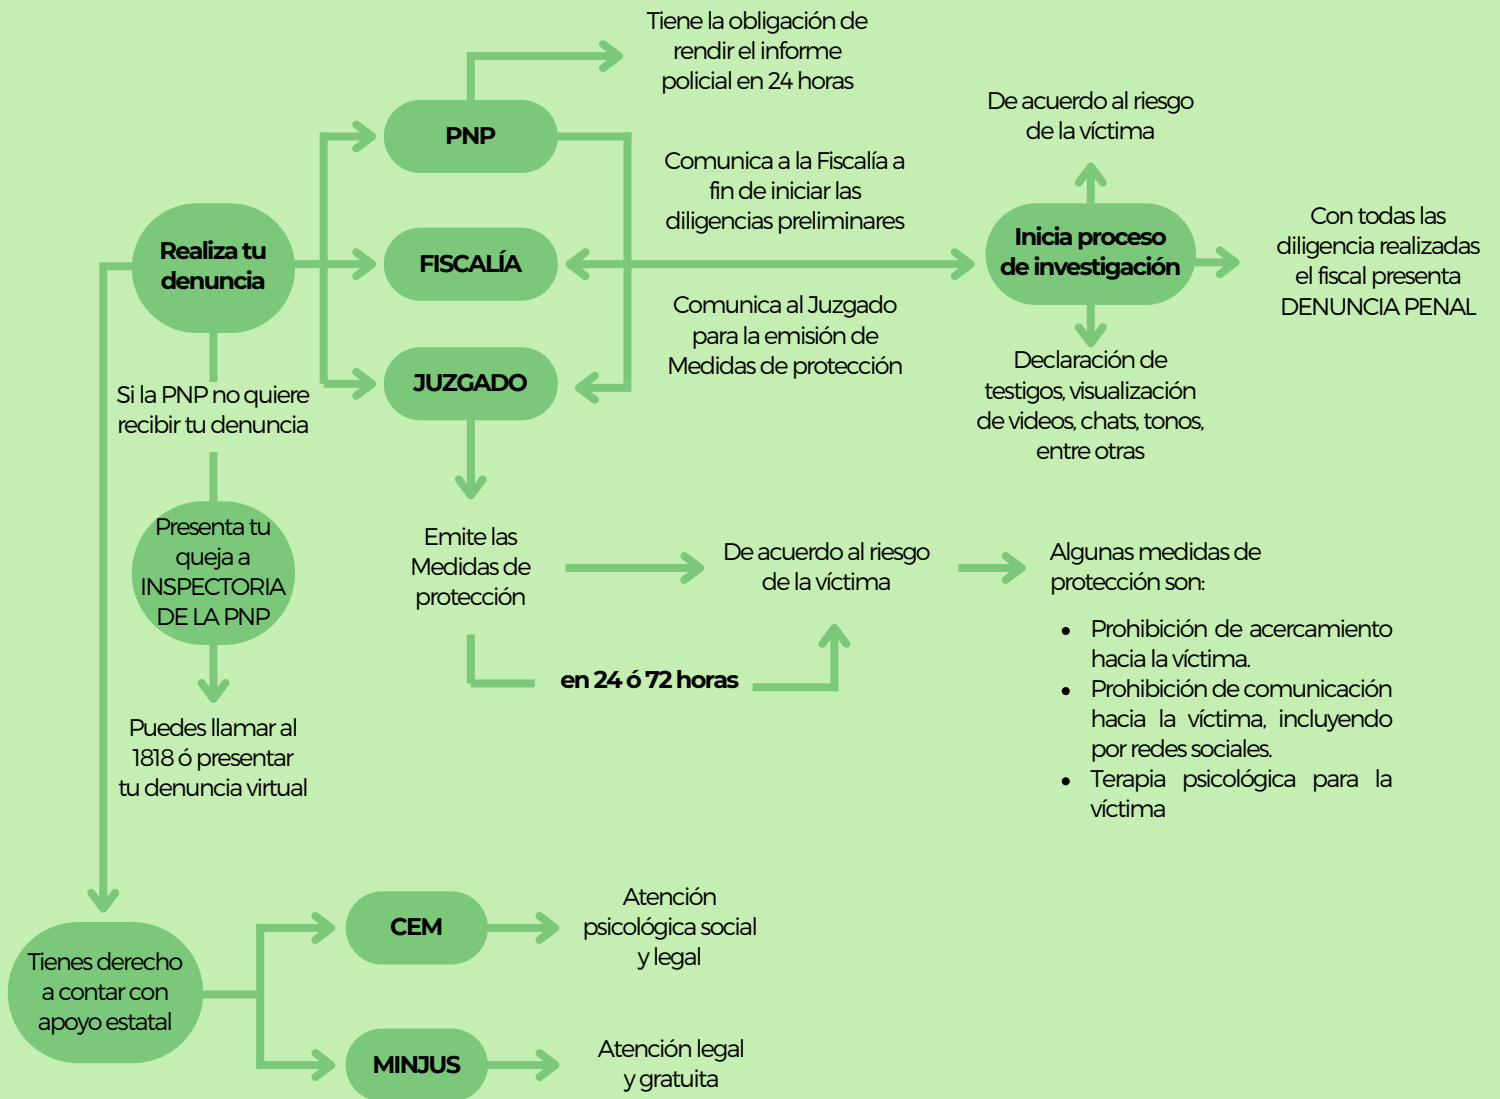 Tiene la obligación de
rendir el informe
policial en 24 horas
PNP
De acuerdo al riesgo
de la víctima
Comunica a la Fiscalía a
fin de iniciar las
diligencias preliminares
Realiza tu
denuncia
FISCALÍA
Inicia proceso
de investigación
Con todas las
diligencia realizadas
el fiscal presenta
DENUNCIA PENAL
Comunica al Juzgado
para la emisión de
Medidas de protección
JUZGADO
Declaración de
testigos, visualización
de videos, chats, tonos,
entre otras
Si la PNP no quiere
recibir tu denuncia
Presenta tu
queja a
INSPECTORIA
DE LA PNP
Puedes llamar al
1818 ó presentar
tu denuncia virtual
Emite las
Medidas de
protección
en 24 ó 72 horas
De acuerdo al riesgo
de la víctima
Algunas medidas de
protección son:
• Prohibición de acercamiento
hacia la víctima.
• Prohibición de comunicación
hacia la víctima, incluyendo
por redes sociales.
• Terapia psicológica para la
víctima
Tienes derecho
a contar con
apoyo estatal
CEM
Atención
psicológica social
y legal
MINJUS
Atención legal
y gratuita